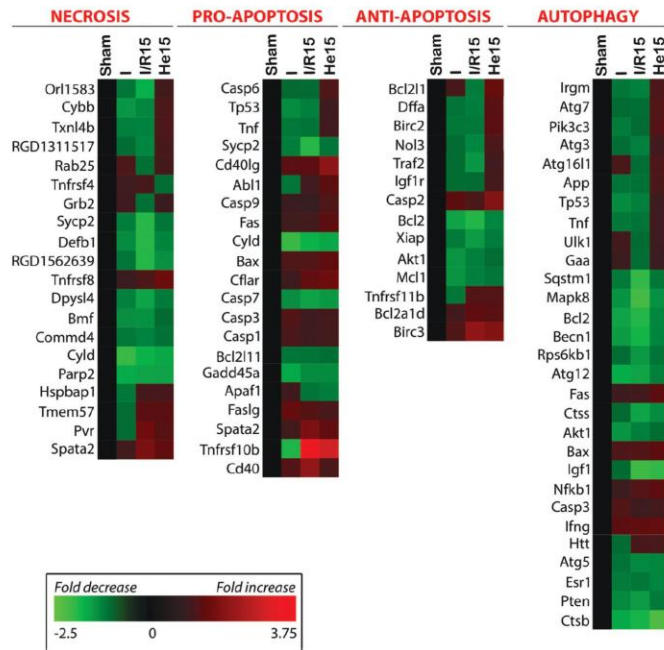 NECROSIS
Sham
I
I/R15
He15
Orl1583
Cybb
Txnl4b
RGD1311517
Rab25
Tnfrsf4
Grb2
Sycp2
Defb1
RGD1562639
Tnfrsf8
Dpysl4
Bmf
Commd4
Cyld
Parp2
Hspbap1
Tmem57
Pvr
Spata2
PRO-APOPTOSIS
Sham
I
I/R15
He15
Casp6
Tp53
Tnf
Sycp2
Cd40lg
Abl1
Casp9
Fas
Cyld
Bax
Cflar
Casp7
Casp3
Casp1
Bcl2l11
Gadd45a
Apaf1
Faslg
Spata2
Tnfrsf10b
Cd40
ANTI-APOPTOSIS
Sham
I
I/R15
He15
Bcl2l1
Dffa
Birc2
Nol3
Traf2
Igf1r
Casp2
Bcl2
Xiap
Akt1
Mcl1
Tnfrsf11b
Bcl2a1d
Birc3
AUTOPHAGY
Sham
I
I/R15
He15
Irgm
Atg7
Pik3c3
Atg3
Atg16l1
App
Tp53
Tnf
Ulk1
Gaa
Sqstm1
Mapk8
Bcl2
Becn1
Rps6kb1
Atg12
Fas
Ctss
Akt1
Bax
Igf1
Nfkb1
Casp3
Ifng
Htt
Atg5
Esr1
Pten
Ctsb
Fold decrease Fold increase
-2.5 0 3.75